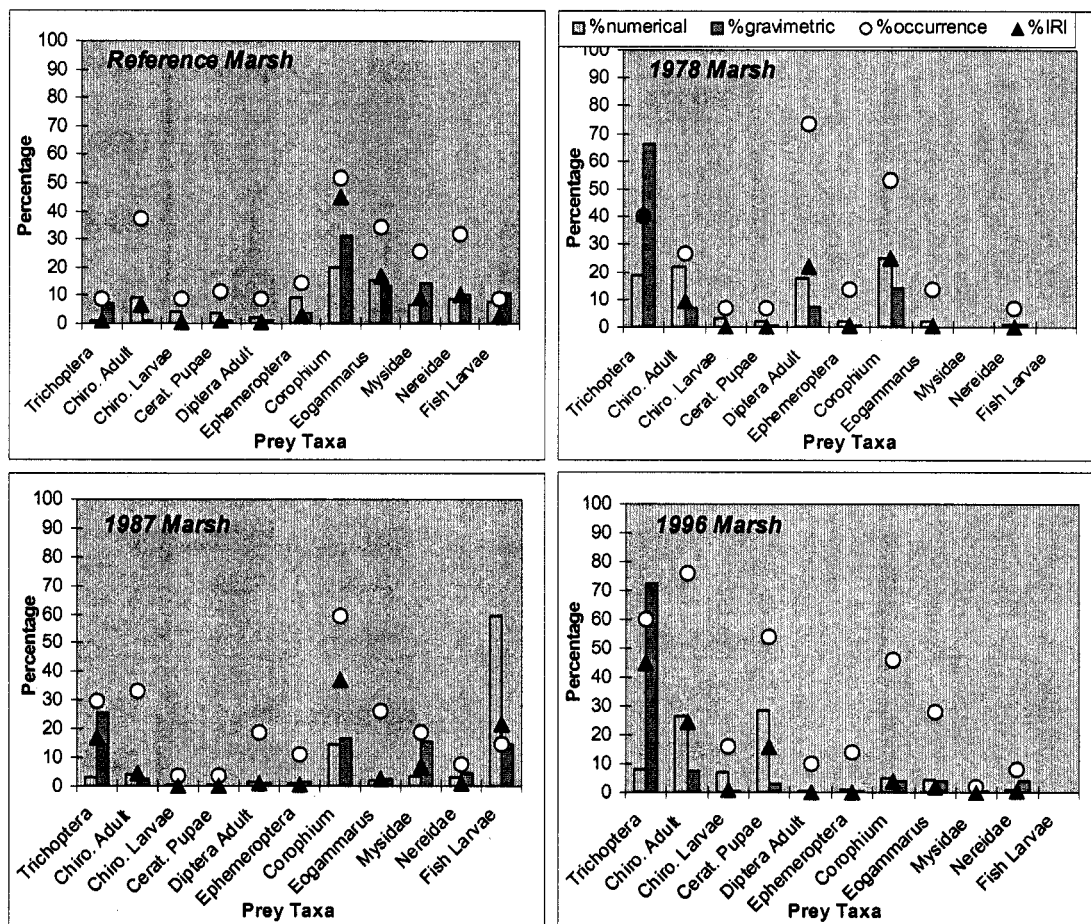 Reference Marsh
Percentage
100
90
80
70
60
50
40
30
20
10
0
Trichoptera
Chiro. Adult
Chiro. Larvae
Cerat. Pupae
Diptera Adult
Ephemeroptera
Corophium
Eogammarus
Mysidae
Nereidae
Fish Larvae
Prey Taxa
%numerical %gravimetric %occurrence %IRI
1978 Marsh
Percentage
100
90
80
70
60
50
40
30
20
10
0
Trichoptera
Chiro. Adult
Chiro. Larvae
Cerat. Pupae
Diptera Adult
Ephemeroptera
Corophium
Eogammarus
Mysidae
Nereidae
Fish Larvae
Prey Taxa
1987 Marsh
Percentage
100
90
80
70
60
50
40
30
20
10
0
Trichoptera
Chiro. Adult
Chiro. Larvae
Cerat. Pupae
Diptera Adult
Ephemeroptera
Corophium
Eogammarus
Mysidae
Nereidae
Fish Larvae
Prey Taxa
1996 Marsh
Percentage
100
90
80
70
60
50
40
30
20
10
0
Trichoptera
Chiro. Adult
Chiro. Larvae
Cerat. Pupae
Diptera Adult
Ephemeroptera
Corophium
Eogammarus
Mysidae
Nereidae
Fish Larvae
Prey Taxa